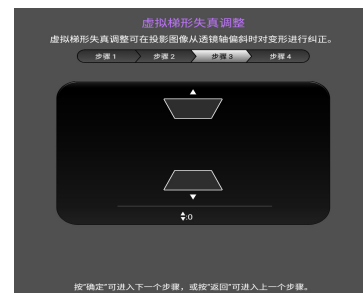 虚拟梯形失真调整
虚拟梯形失真调整可在投影图像从透镜轴偏斜时对变形进行纠正。
步骤 1 步骤 2 步骤 3 步骤 4
:0
按“确定”可进入下一个步骤，或按“返回”可进入上一个步骤。